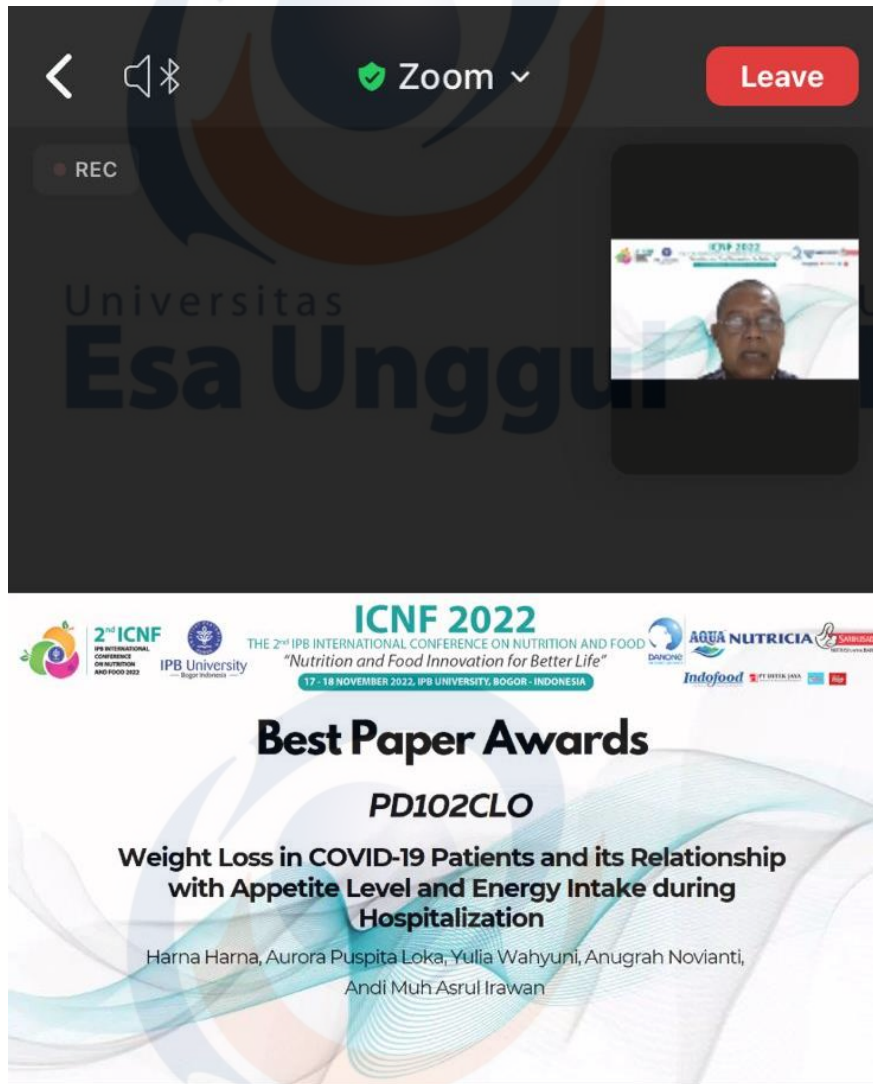 Zoom
Leave
REC
Universitas
Esa Unggul
ICNF 2022
2nd ICNF
IPB INTERNATIONAL
CONFERENCE
ON NUTRITION
AND FOOD 2022
IPB University
Bogor Indonesia
ICNF 2022
THE 2nd IPB INTERNATIONAL CONFERENCE ON NUTRITION AND FOOD
"Nutrition and Food Innovation for Better Life"
17 - 18 NOVEMBER 2022, IPB UNIVERSITY, BOGOR - INDONESIA
DANONE
AQUA
NUTRICIA
Indofood
Best Paper Awards
PD102CLO
Weight Loss in COVID-19 Patients and its Relationship
with Appetite Level and Energy Intake during
Hospitalization
Harna Harna, Aurora Puspita Loka, Yulia Wahyuni, Anugrah Novianti,
Andi Muh Asrul Irawan